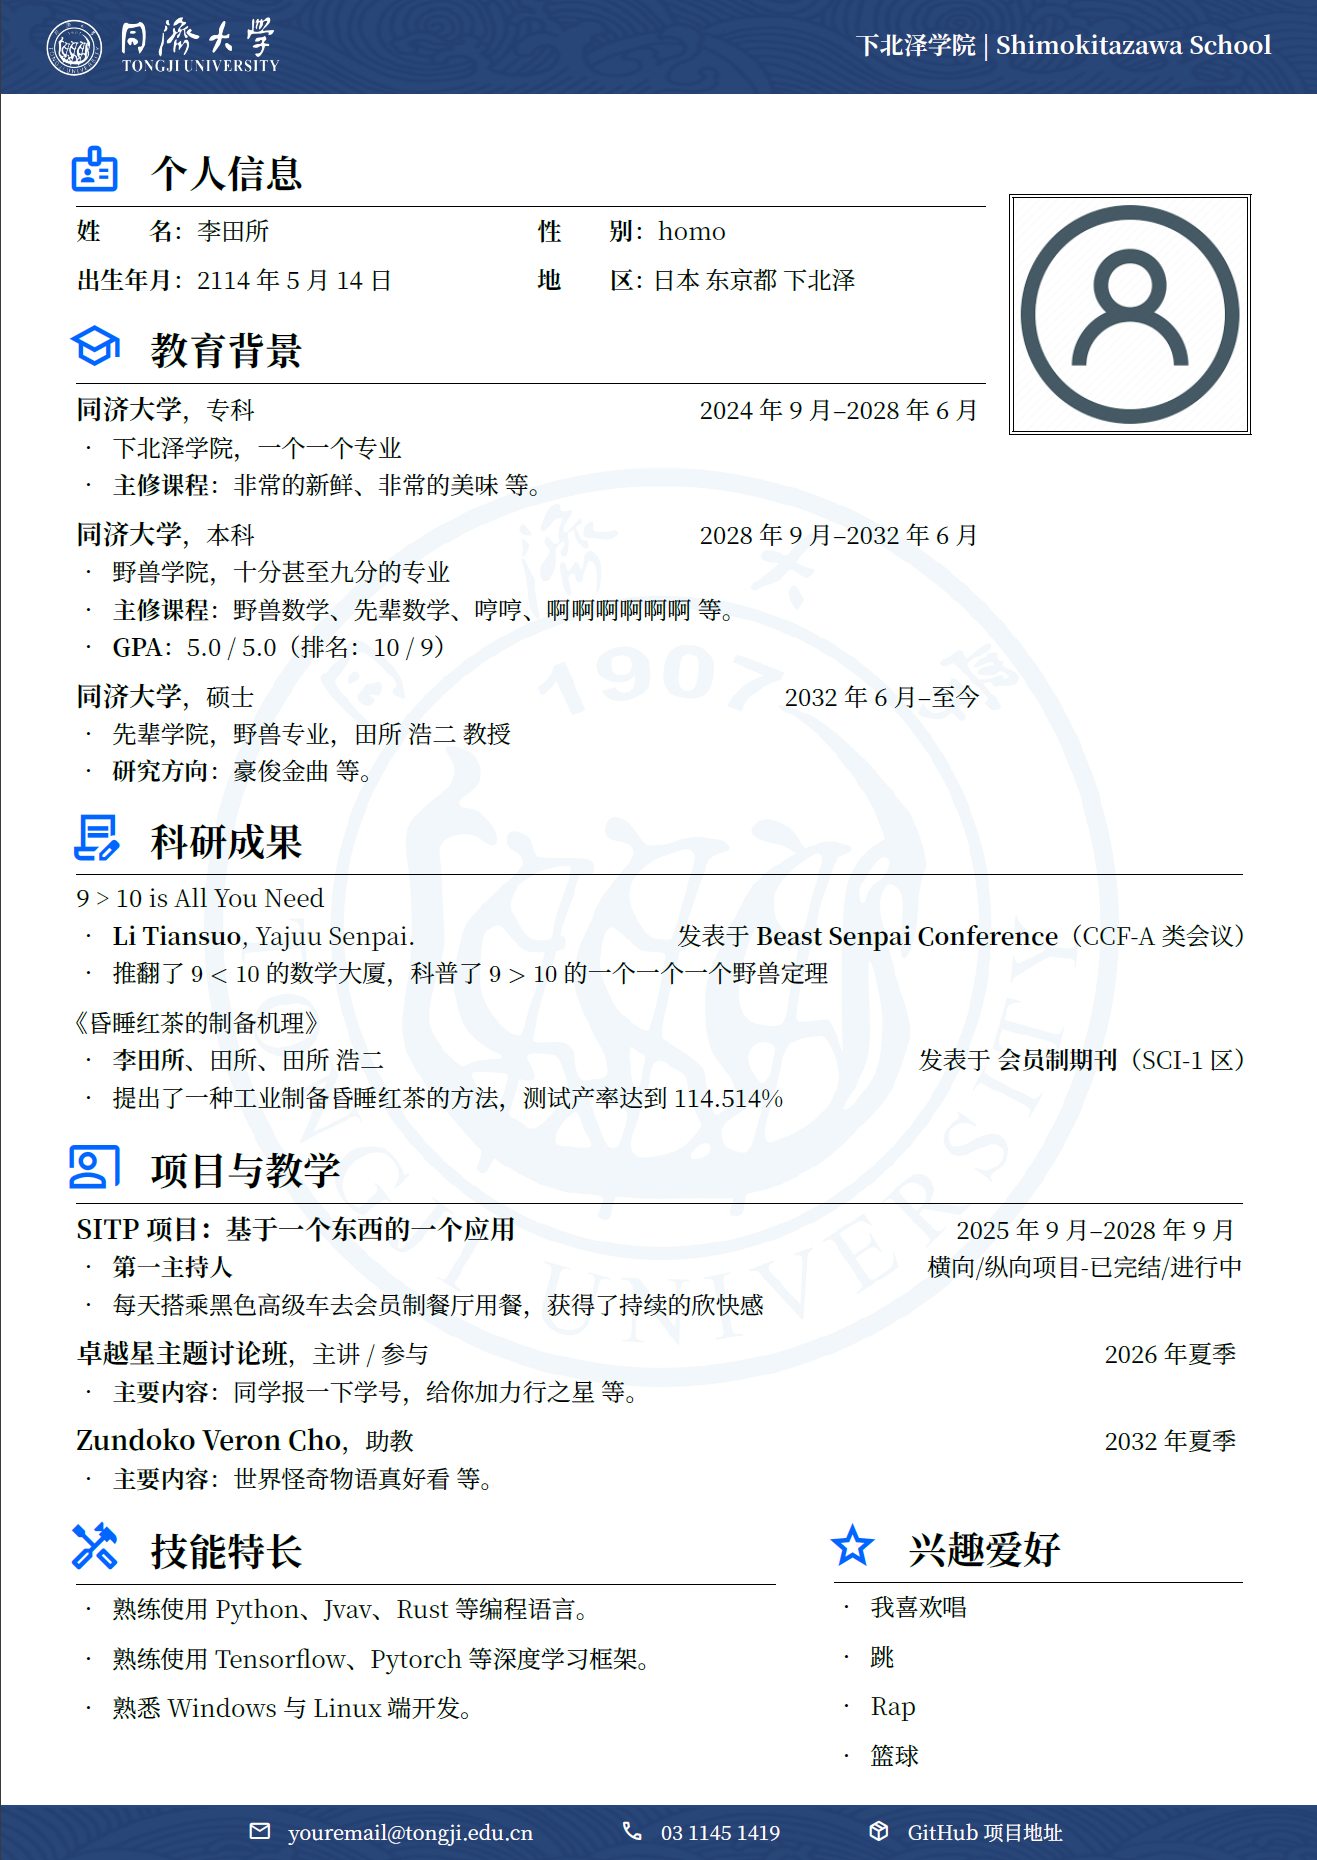 同濟大學
TONGJI UNIVERSITY
下北泽学院 | Shimokitazawa School
个人信息
姓 名：李田所 性 别：homo
出生年月：2114 年 5 月 14 日 地 区：日本 东京都 下北泽
教育背景
同济大学，专科 2024 年 9 月–2028 年 6 月
· 下北泽学院，一个一个专业
· 主修课程：非常的新鲜、非常的美味 等。
同济大学，本科 2028 年 9 月–2032 年 6 月
· 野兽学院，十分甚至九分的专业
· 主修课程：野兽数学、先辈数学、哼哼、啊啊啊啊啊啊 等。
· GPA：5.0 / 5.0（排名：10 / 9）
同济大学，硕士 2032 年 6 月–至今
· 先辈学院，野兽专业，田所 浩二 教授
· 研究方向：豪俊金曲 等。
科研成果
9 > 10 is All You Need
· Li Tiansuo, Yajuu Senpai. 发表于 Beast Senpai Conference（CCF-A 类会议）
· 推翻了 9 < 10 的数学大厦，科普了 9 > 10 的一个一个一个野兽定理
《昏睡红茶的制备机理》
· 李田所、田所、田所 浩二 发表于 会员制期刊（SCI-1 区）
· 提出了一种工业制备昏睡红茶的方法，测试产率达到 114.514%
项目与教学
SITP 项目：基于一个东西的一个应用 2025 年 9 月–2028 年 9 月
· 第一主持人 横向/纵向项目-已完结/进行中
· 每天搭乘黑色高级车去会员制餐厅用餐，获得了持续的欣快感
卓越星主题讨论班，主讲 / 参与 2026 年夏季
· 主要内容：同学报一下学号，给你加力行之星 等。
Zundoko Veron Cho，助教 2032 年夏季
· 主要内容：世界怪奇物语真好看 等。
技能特长
· 熟练使用 Python、Jvav、Rust 等编程语言。
· 熟练使用 Tensorflow、Pytorch 等深度学习框架。
· 熟悉 Windows 与 Linux 端开发。
兴趣爱好
· 我喜欢唱
· 跳
· Rap
· 篮球
同濟大學
1907
TONGJI UNIVERSITY
youremail@tongji.edu.cn 03 1145 1419 GitHub 项目地址